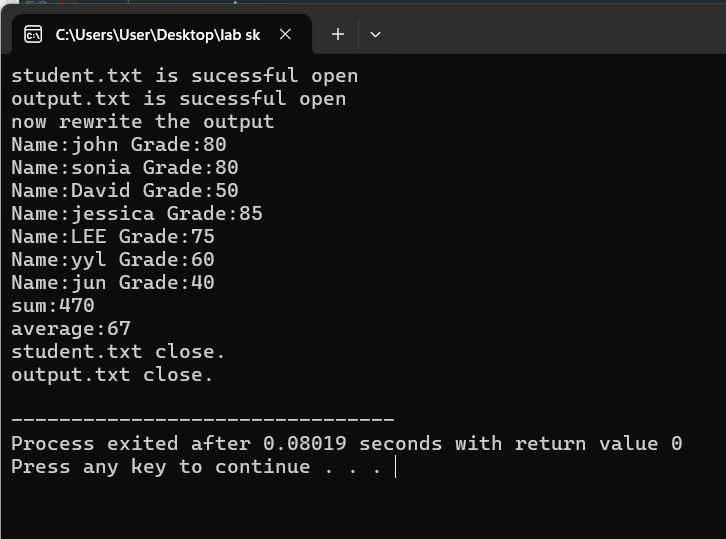 C:\Users\User\Desktop\lab sk
student.txt is sucessful open
output.txt is sucessful open
now rewrite the output
Name:john Grade:80
Name:sonia Grade:80
Name:David Grade:50
Name:jessica Grade:85
Name:LEE Grade:75
Name:yyl Grade:60
Name:jun Grade:40
sum:470
average:67
student.txt close.
output.txt close.
--------------------------------
Process exited after 0.08019 seconds with return value 0
Press any key to continue . . .